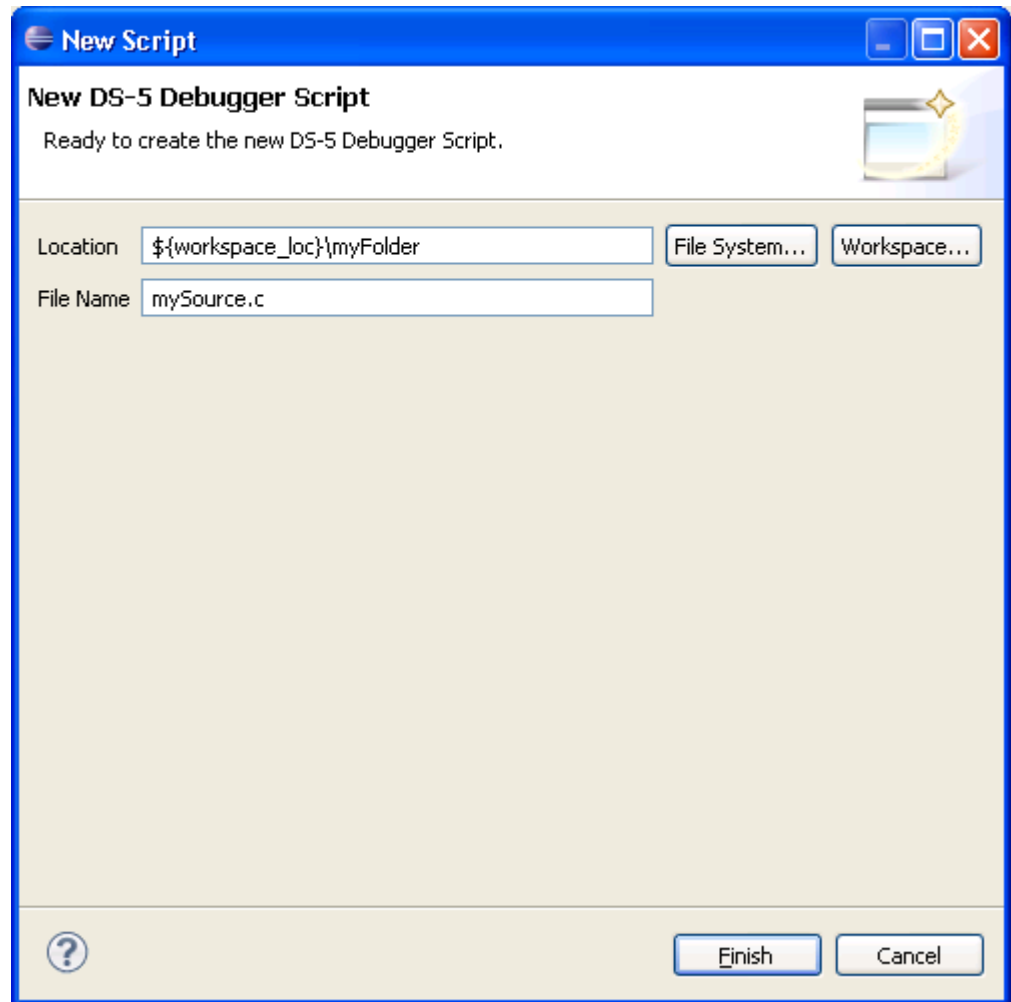 New Script
New DS-5 Debugger Script
Ready to create the new DS-5 Debugger Script.
Location ${workspace_loc}\myFolder File System... Workspace...
File Name mySource.c
? Finish Cancel